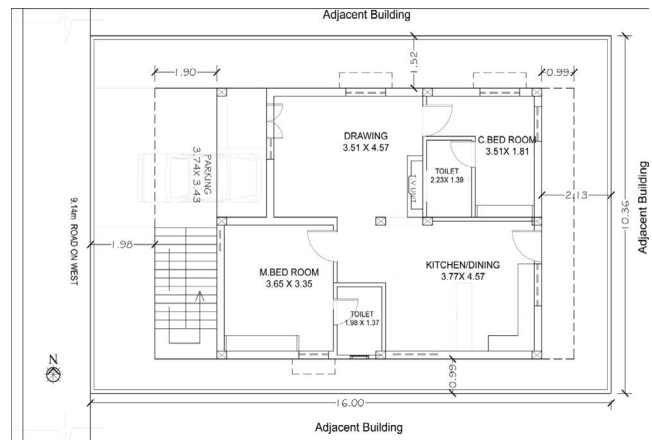 Adjacent Building
1.52
1.90
0.99
DRAWING
3.51 X 4.57
C.BED ROOM
3.51X 1.81
PARKING
3.74X 3.43
TOILET
2.23X 1.39
T.V UNIT
2.13
10.36
Adjacent Building
9.14m ROAD ON WEST
1.98
M.BED ROOM
3.65 X 3.35
KITCHEN/DINING
3.77X 4.57
TOILET
1.98 X 1.37
N
0.99
16.00
Adjacent Building